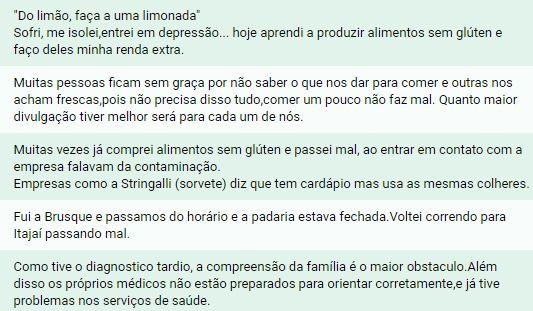 "Do limão, faça a uma limonada"
Sofri, me isolei,entrei em depressão... hoje aprendi a produzir alimentos sem glúten e
faço deles minha renda extra.
Muitas pessoas ficam sem graça por não saber o que nos dar para comer e outras nos
acham frescas,pois não precisa disso tudo,comer um pouco não faz mal. Quanto maior
divulgação tiver melhor será para cada um de nós.
Muitas vezes já comprei alimentos sem glúten e passei mal, ao entrar em contato com a
empresa falavam da contaminação.
Empresas como a Stringalli (sorvete) diz que tem cardápio mas usa as mesmas colheres.
Fui a Brusque e passamos do horário e a padaria estava fechada.Voltei correndo para
Itajaí passando mal.
Como tive o diagnostico tardio, a compreensão da família é o maior obstaculo.Além
disso os próprios médicos não estão preparados para orientar corretamente,e já tive
problemas nos serviços de saúde.